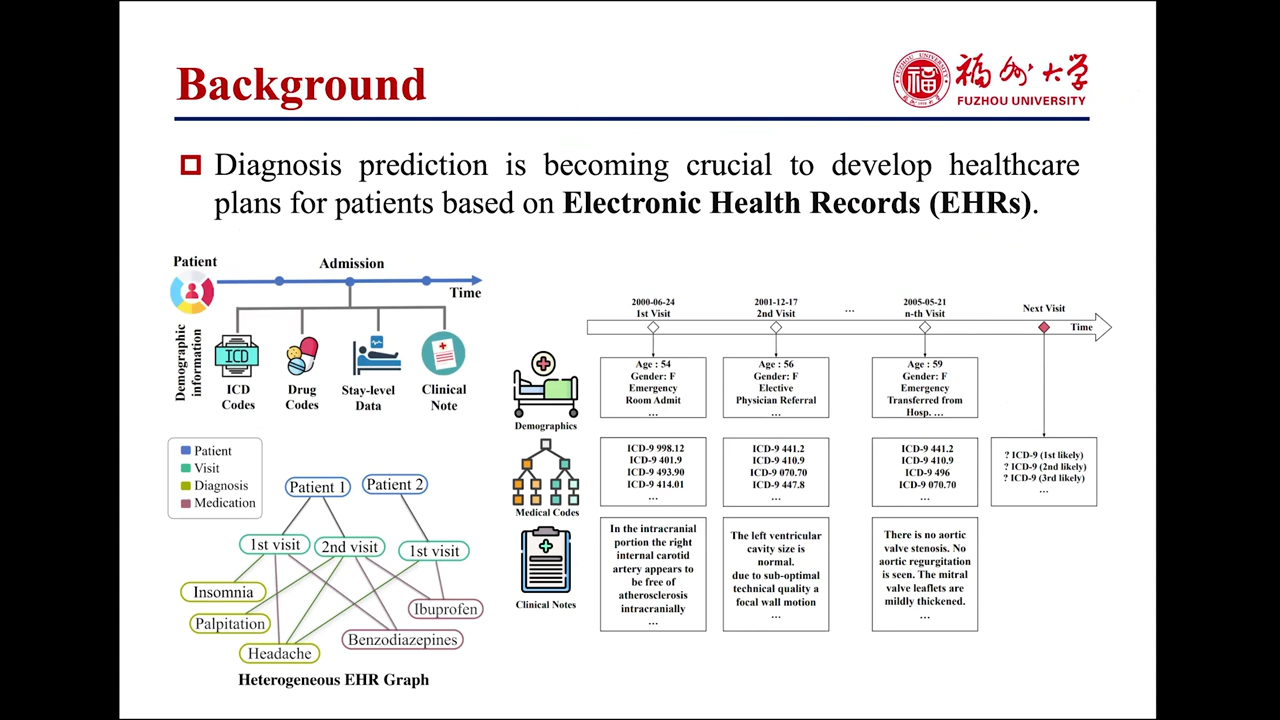 Background
福州大学
FUZHOU UNIVERSITY
Diagnosis prediction is becoming crucial to develop healthcare
plans for patients based on Electronic Health Records (EHRs).
Patient
Admission
Time
Demographic
information
ICD
ICD
Codes
Drug
Codes
Stay-level
Data
Clinical
Note
Patient
Visit
Diagnosis
Medication
Patient 1
Patient 2
1st visit
2nd visit
1st visit
Insomnia
Palpitation
Headache
Ibuprofen
Benzodiazepines
Heterogeneous EHR Graph
2000-06-24
1st Visit
2001-12-17
2nd Visit
...
2005-05-21
n-th Visit
Next Visit
Time
Demographics
Age : 54
Gender: F
Emergency
Room Admit
...
Age : 56
Gender: F
Elective
Physician Referral
...
Age : 59
Gender: F
Emergency
Transferred from
Hosp. ...
Medical Codes
ICD-9 998.12
ICD-9 401.9
ICD-9 493.90
ICD-9 414.01
...
ICD-9 441.2
ICD-9 410.9
ICD-9 070.70
ICD-9 447.8
...
ICD-9 441.2
ICD-9 410.9
ICD-9 496
ICD-9 070.70
...
? ICD-9 (1st likely)
? ICD-9 (2nd likely)
? ICD-9 (3rd likely)
...
Clinical Notes
In the intracranial
portion the right
internal carotid
artery appears to
be free of
atherosclerosis
intracranially
...
The left ventricular
cavity size is
normal.
due to sub-optimal
technical quality a
focal wall motion
...
There is no aortic
valve stenosis. No
aortic regurgitation
is seen. The mitral
valve leaflets are
mildly thickened.
...